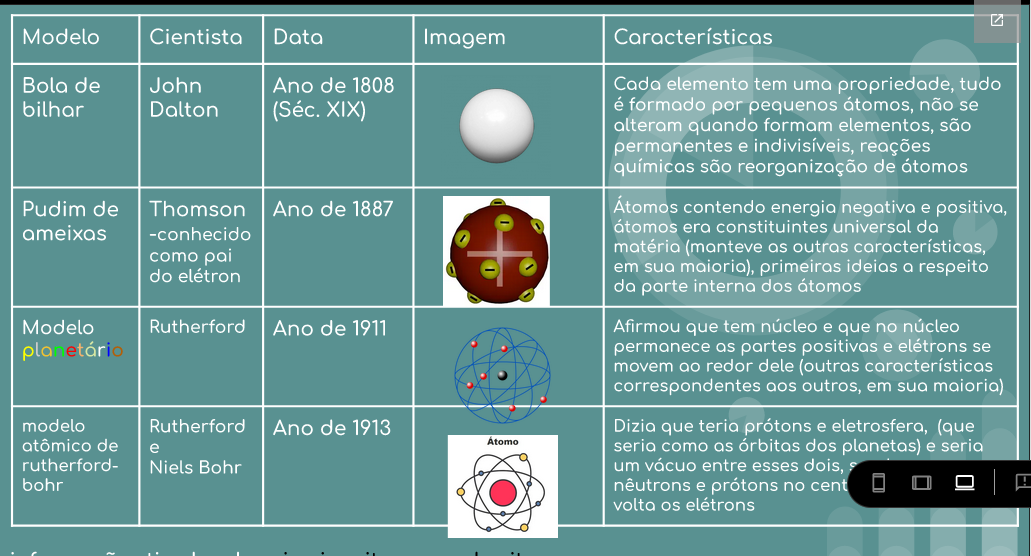 Modelo
Cientista
Data
Imagem
Características
Bola de
bilhar
John
Dalton
Ano de 1808
(Séc. XIX)
Cada elemento tem uma propriedade, tudo
é formado por pequenos átomos, não se
alteram quando formam elementos, são
permanentes e indivisíveis, reações
químicas são reorganização de átomos
Pudim de
ameixas
Thomson
-conhecido
como pai
do elétron
Ano de 1887
Átomos contendo energia negativa e positiva,
átomos era constituintes universal da
matéria (manteve as outras características,
em sua maioria), primeiras ideias a respeito
da parte interna dos átomos
Modelo
planetário
Rutherford
Ano de 1911
Afirmou que tem núcleo e que no núcleo
permanece as partes positivas e elétrons se
movem ao redor dele (outras características
correspondentes aos outros, em sua maioria)
modelo
atômico de
rutherford-
bohr
Rutherford
e
Niels Bohr
Ano de 1913
Átomo
Dizia que teria prótons e eletrosfera, (que
seria como as órbitas dos planetas) e seria
um vácuo entre esses dois,
nêutrons e prótons no
volta os elétrons